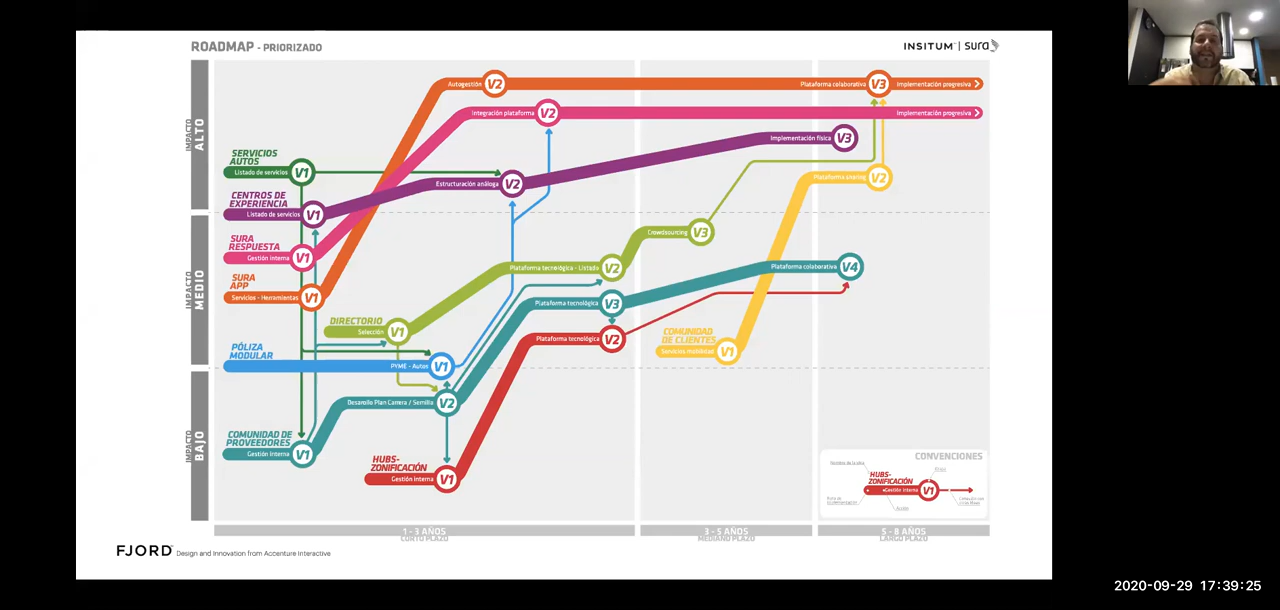 ROADMAP - PRIORIZADO
INSITUM | sura
IMPACTO
ALTO
IMPACTO
MEDIO
IMPACTO
BAJO
Autogestión V2
Plataforma colaborativa V3 Implementación progresiva
Integración plataforma V2
Implementación progresiva
Implementación física V3
SERVICIOS
AUTOS
Listado de servicios V1
Estructuración análoga V2
Plataforma sharing V2
CENTROS DE
EXPERIENCIA
Listado de servicios V1
SURA
RESPUESTA
Gestión interna V1
Crowdsourcing V3
SURA
APP
Servicios - Herramientas V1
Plataforma tecnológica - Listado V2
Plataforma colaborativa V4
Plataforma tecnológica V3
DIRECTORIO
Selección V1
Plataforma tecnológica V2
COMUNIDAD
DE CLIENTES
Servicios mobilidad V1
PÓLIZA
MODULAR
PYME - Autos V1
Desarollo Plan Carrera / Semilla V2
COMUNIDAD DE
PROVEEDORES
Gestión interna V1
HUBS-
ZONIFICACIÓN
Gestión interna V1
CONVENCIONES
HUBS-
ZONIFICACIÓN
Gestión interna V1
1 - 3 AÑOS
CORTO PLAZO
3 - 5 AÑOS
MEDIANO PLAZO
5 - 8 AÑOS
LARGO PLAZO
FJORD Design and Innovation from Accenture Interactive
2020-09-29 17:39:25